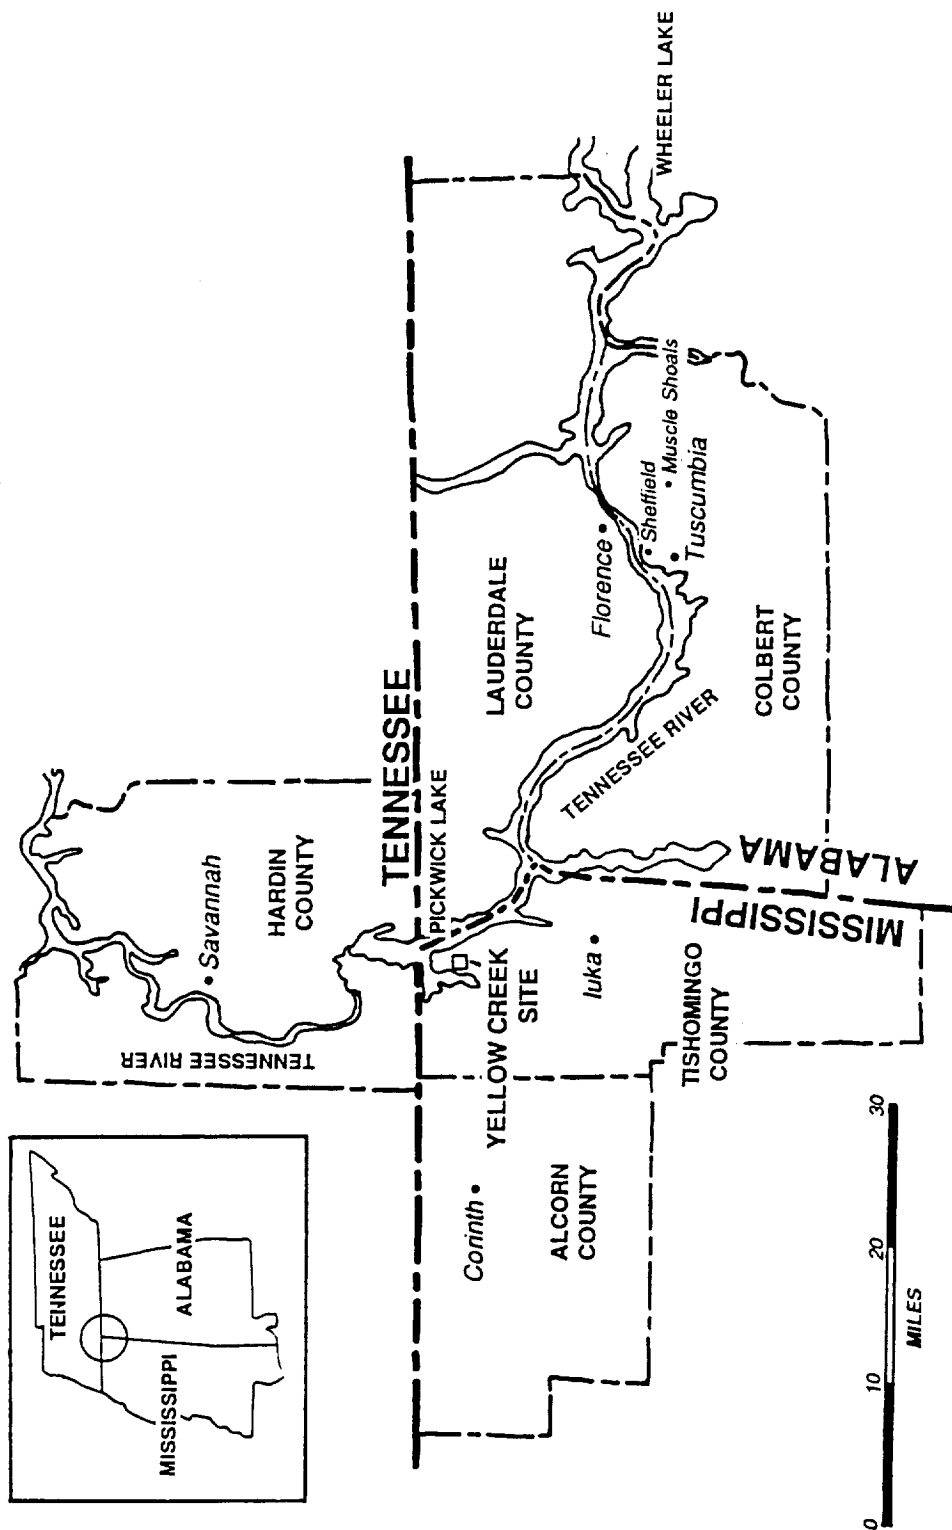 TENNESSEE
MISSISSIPPI
ALABAMA
TENNESSEE RIVER
Savannah
HARDIN
COUNTY
TENNESSEE
PICKWICK LAKE
Corinth
ALCORN
COUNTY
YELLOW CREEK
SITE
Iuka
TISHOMINGO
COUNTY
MISSISSIPPI
ALABAMA
LAUDERDALE
COUNTY
Florence
Sheffield
Muscle Shoals
Tuscumbia
TENNESSEE RIVER
COLBERT
COUNTY
WHEELER LAKE
0 10 20 30
MILES